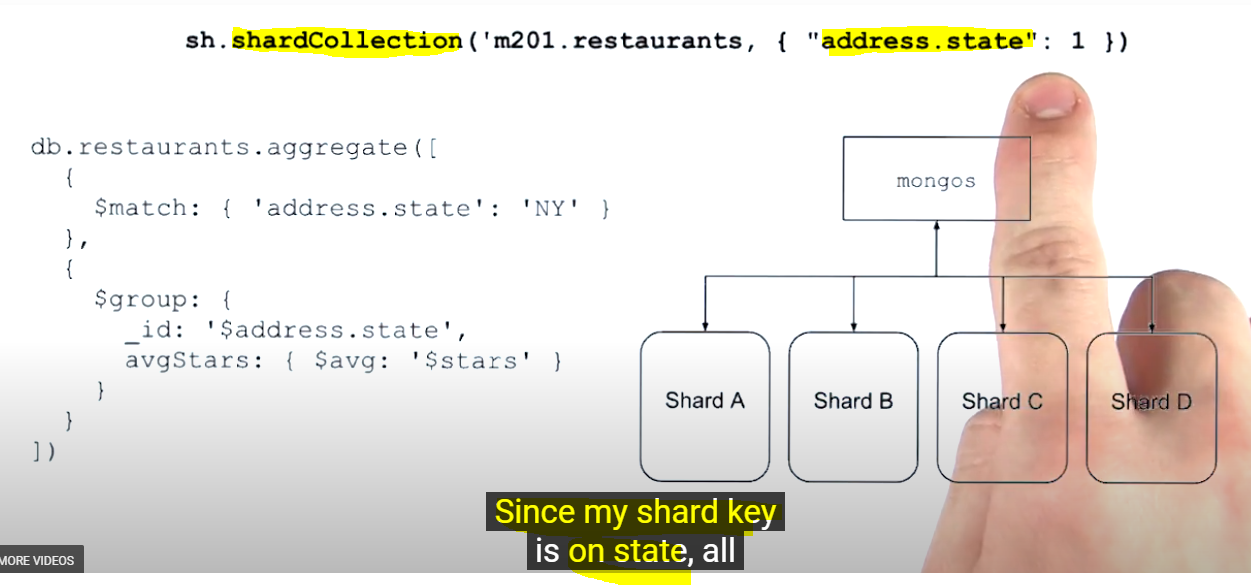 sh.shardCollection('m201.restaurants, { "address.state": 1 })
db.restaurants.aggregate([
{
$match: { 'address.state': 'NY' }
},
{
$group: {
_id: '$address.state',
avgStars: { $avg: '$stars' }
}
}
])
mongos
Shard A
Shard B
Shard C
Shard D
Since my shard key
is on state, all
MORE VIDEOS